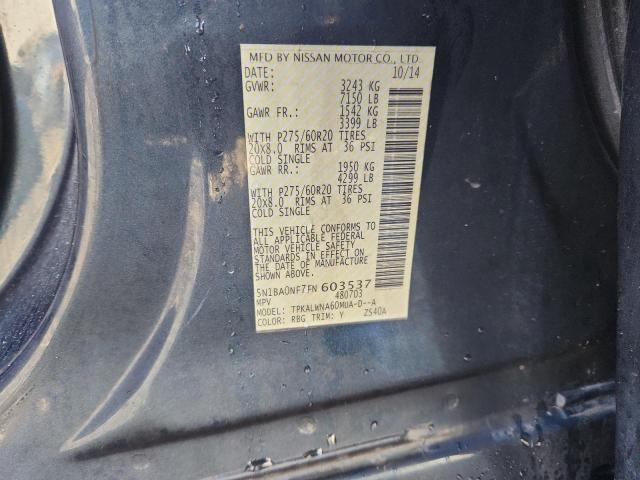 MFD BY NISSAN MOTOR CO., LTD.
DATE: 10/14
GVWR: 3243 KG
7150 LB
GAWR FR.: 1542 KG
3399 LB
WITH P275/60R20 TIRES
20X8.0 RIMS AT 36 PSI
COLD SINGLE
GAWR RR.: 1950 KG
4299 LB
WITH P275/60R20 TIRES
20X8.0 RIMS AT 36 PSI
COLD SINGLE
THIS VEHICLE CONFORMS TO
ALL APPLICABLE FEDERAL
MOTOR VEHICLE SAFETY
STANDARDS IN EFFECT ON
THE DATE OF MANUFACTURE
SHOWN ABOVE.
5N1BA0NF7FN 603537
MPV 480703
MODEL: TPKALWNA60MUA-D--A
COLOR: RBG TRIM: Y ZS40A